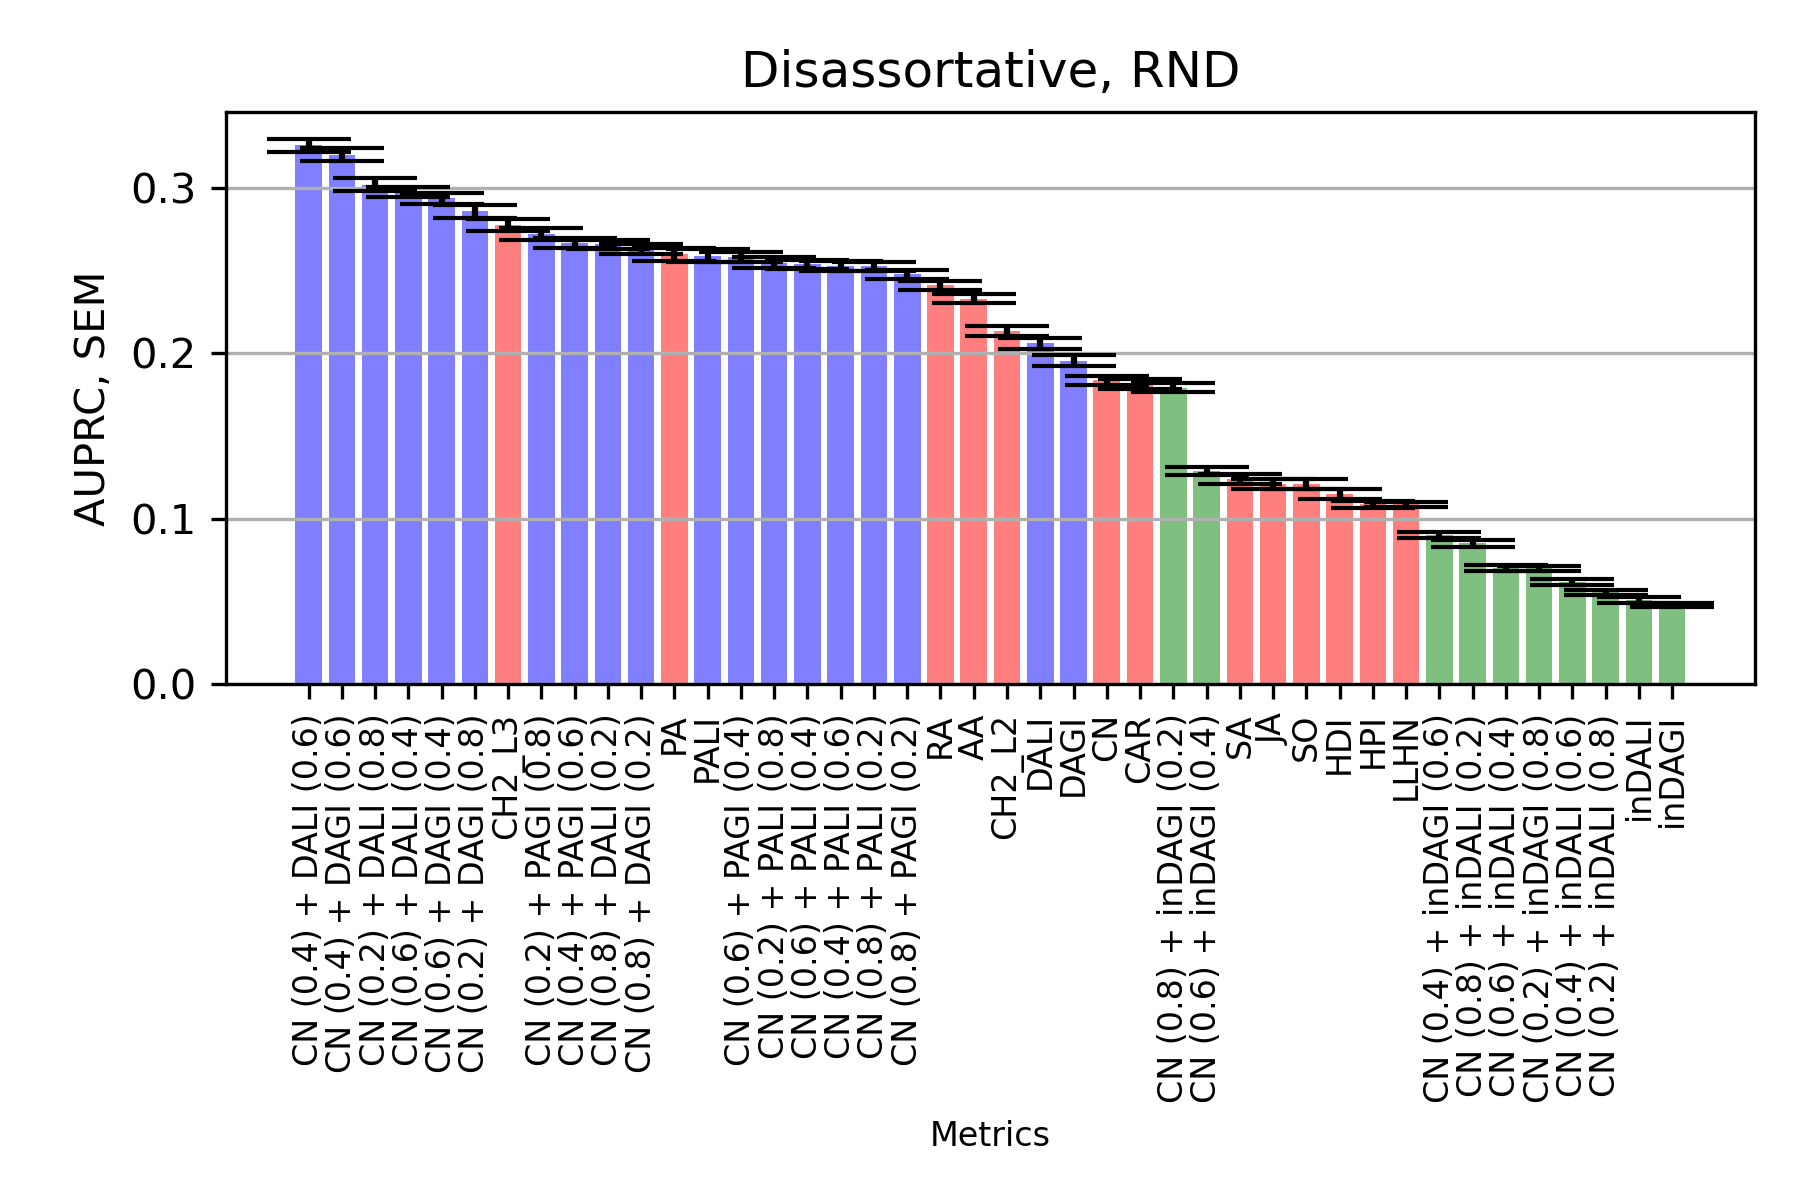 Disassortative, RND
AUPRC, SEM
0.3
0.2
0.1
0.0
CN (0.4) + DALI (0.6)
CN (0.4) + DAGI (0.6)
CN (0.2) + DALI (0.8)
CN (0.6) + DALI (0.4)
CN (0.6) + DAGI (0.4)
CN (0.2) + DAGI (0.8)
CH2_L3
CN (0.2) + PAGI (0.8)
CN (0.4) + PAGI (0.6)
CN (0.8) + DALI (0.2)
CN (0.8) + DAGI (0.2)
PA
PALI
CN (0.6) + PAGI (0.4)
CN (0.2) + PALI (0.8)
CN (0.6) + PALI (0.4)
CN (0.4) + PALI (0.6)
CN (0.8) + PALI (0.2)
CN (0.8) + PAGI (0.2)
RA
AA
CH2_L2
DALI
DAGI
CN
CAR
CN (0.8) + inDAGI (0.2)
CN (0.6) + inDAGI (0.4)
SA
JA
SO
HDI
HPI
LLHN
CN (0.4) + inDAGI (0.6)
CN (0.8) + inDALI (0.2)
CN (0.6) + inDALI (0.4)
CN (0.2) + inDAGI (0.8)
CN (0.4) + inDALI (0.6)
CN (0.2) + inDALI (0.8)
inDALI
inDAGI
Metrics